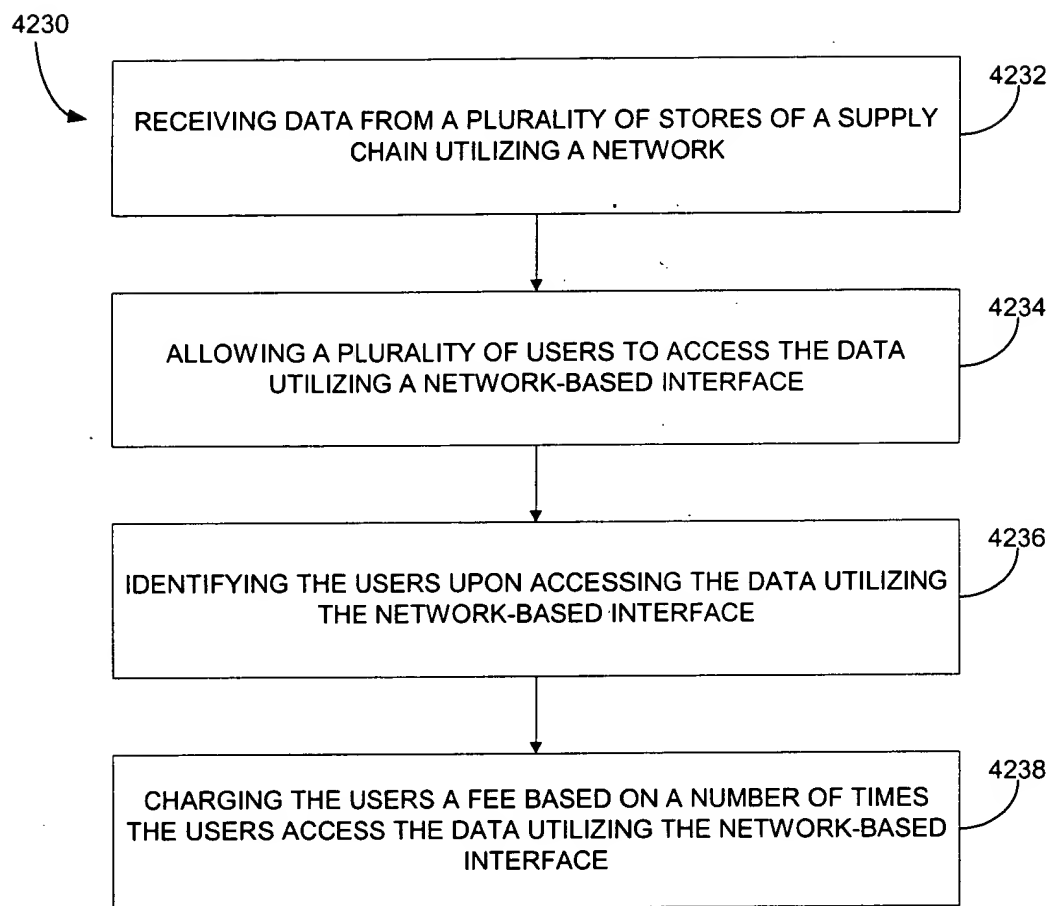 4230
4232
RECEIVING DATA FROM A PLURALITY OF STORES OF A SUPPLY
CHAIN UTILIZING A NETWORK
4234
ALLOWING A PLURALITY OF USERS TO ACCESS THE DATA
UTILIZING A NETWORK-BASED INTERFACE
4236
IDENTIFYING THE USERS UPON ACCESSING THE DATA UTILIZING
THE NETWORK-BASED INTERFACE
4238
CHARGING THE USERS A FEE BASED ON A NUMBER OF TIMES
THE USERS ACCESS THE DATA UTILIZING THE NETWORK-BASED
INTERFACE